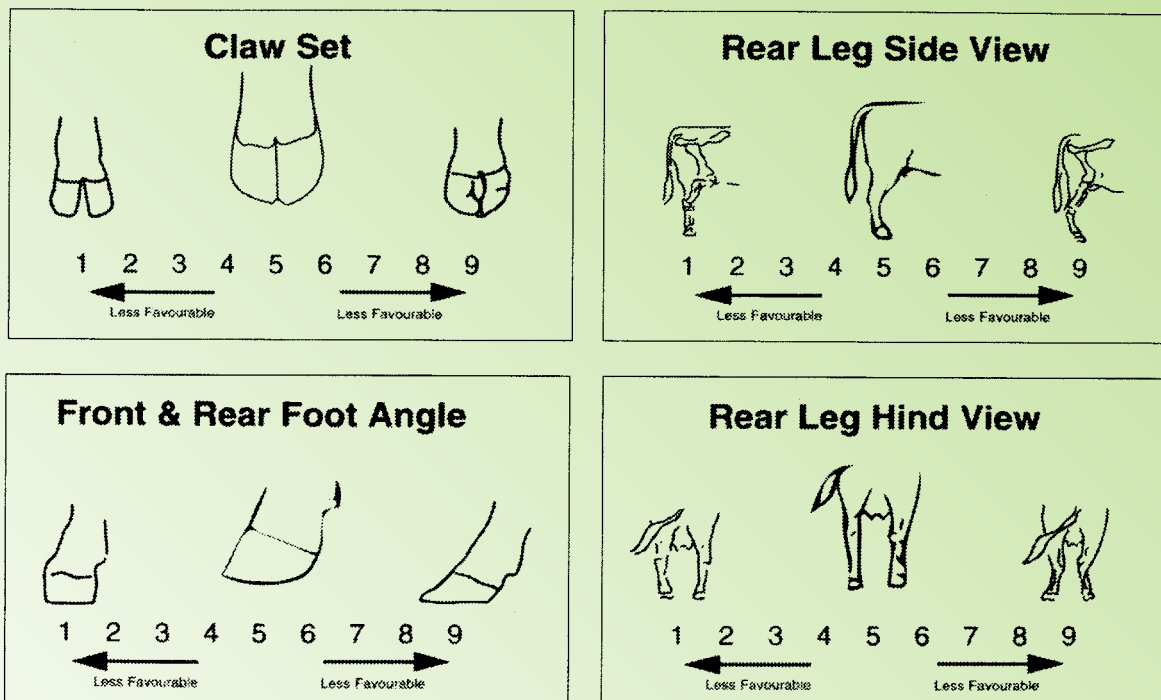 Claw Set
1 2 3 4 5 6 7 8 9
Less Favourable Less Favourable
Rear Leg Side View
1 2 3 4 5 6 7 8 9
Less Favourable Less Favourable
Front & Rear Foot Angle
1 2 3 4 5 6 7 8 9
Less Favourable Less Favourable
Rear Leg Hind View
1 2 3 4 5 6 7 8 9
Less Favourable Less Favourable